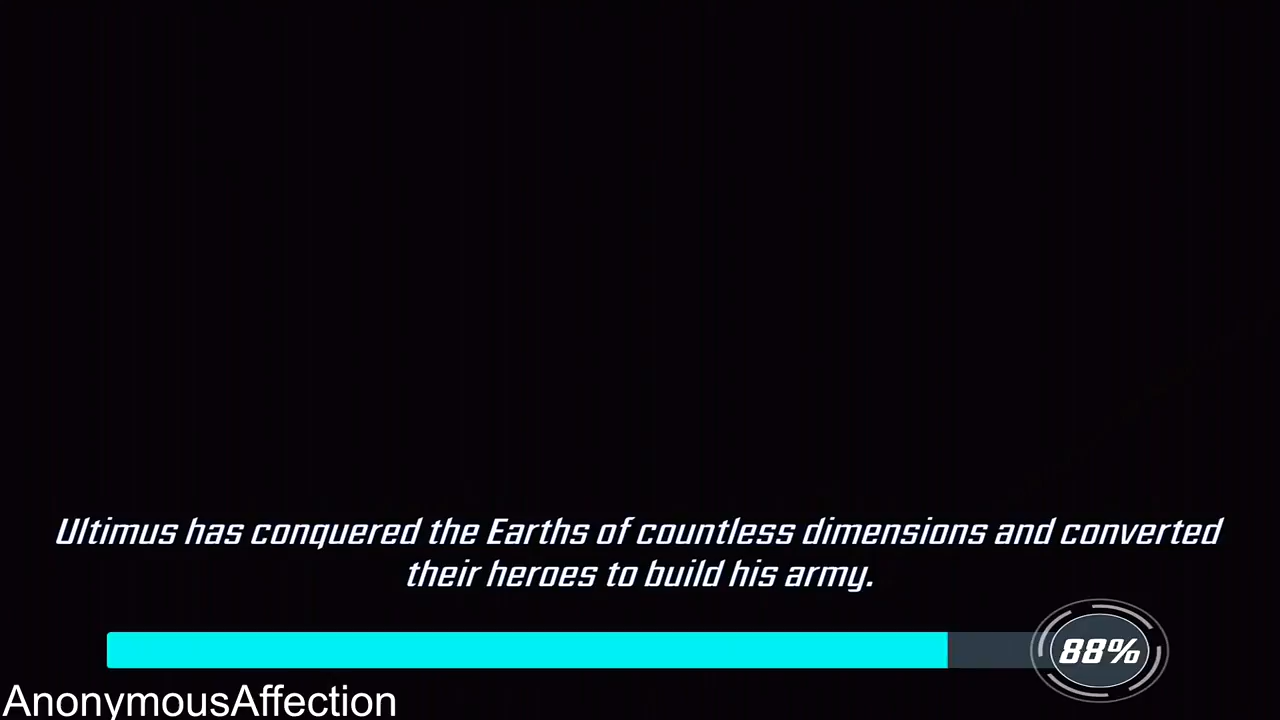 Ultimus has conquered the Earths of countless dimensions and converted
their heroes to build his army.
88%
AnonymousAffection